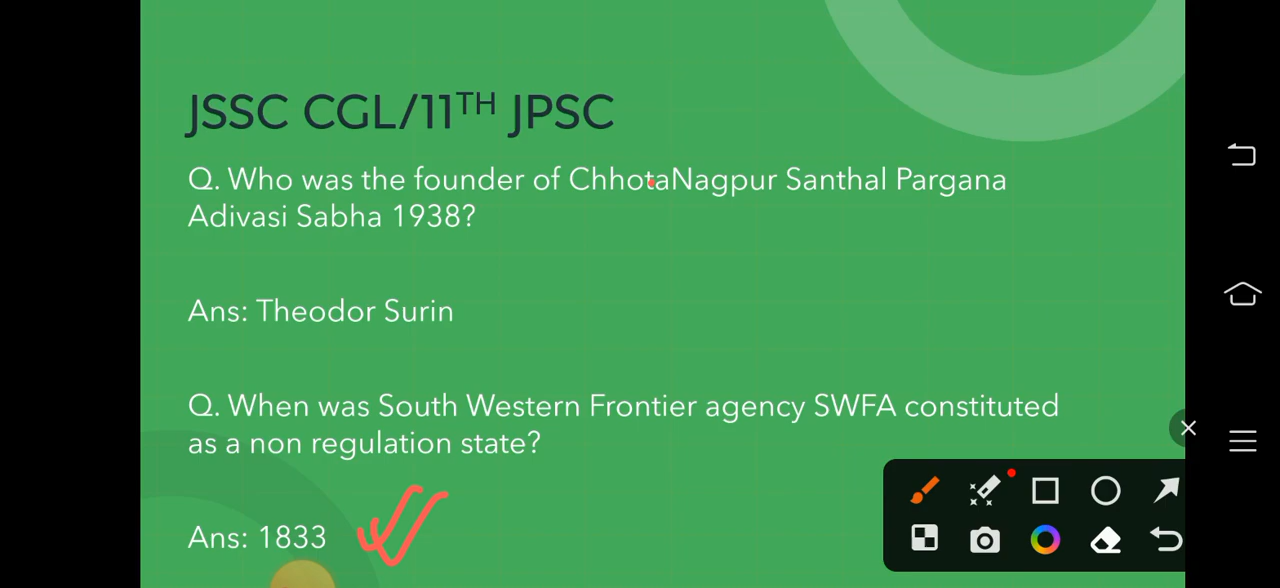 JSSC CGL/11TH JPSC
Q. Who was the founder of ChhotaNagpur Santhal Pargana
Adivasi Sabha 1938?
Ans: Theodor Surin
Q. When was South Western Frontier agency SWFA constituted
as a non regulation state?
Ans: 1833